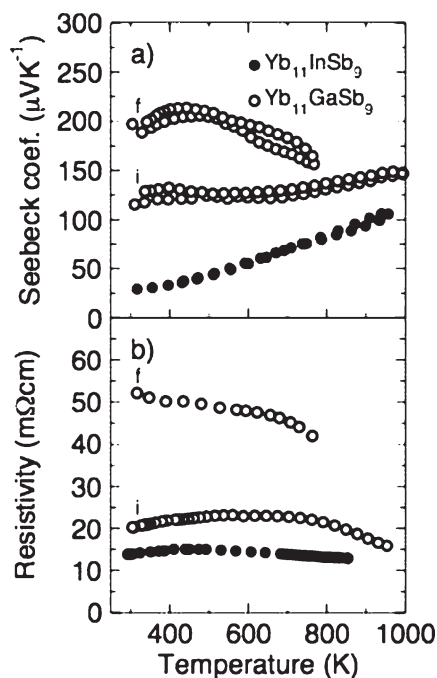 300
a)
● Yb₁₁InSb₉
250
○ Yb₁₁GaSb₉
f
200
150
i
100
50
0
Seebeck coef. (μVK⁻¹)
b)
60
f
50
40
30
i
20
10
0
Resistivity (mΩcm)
400 600 800 1000
Temperature (K)